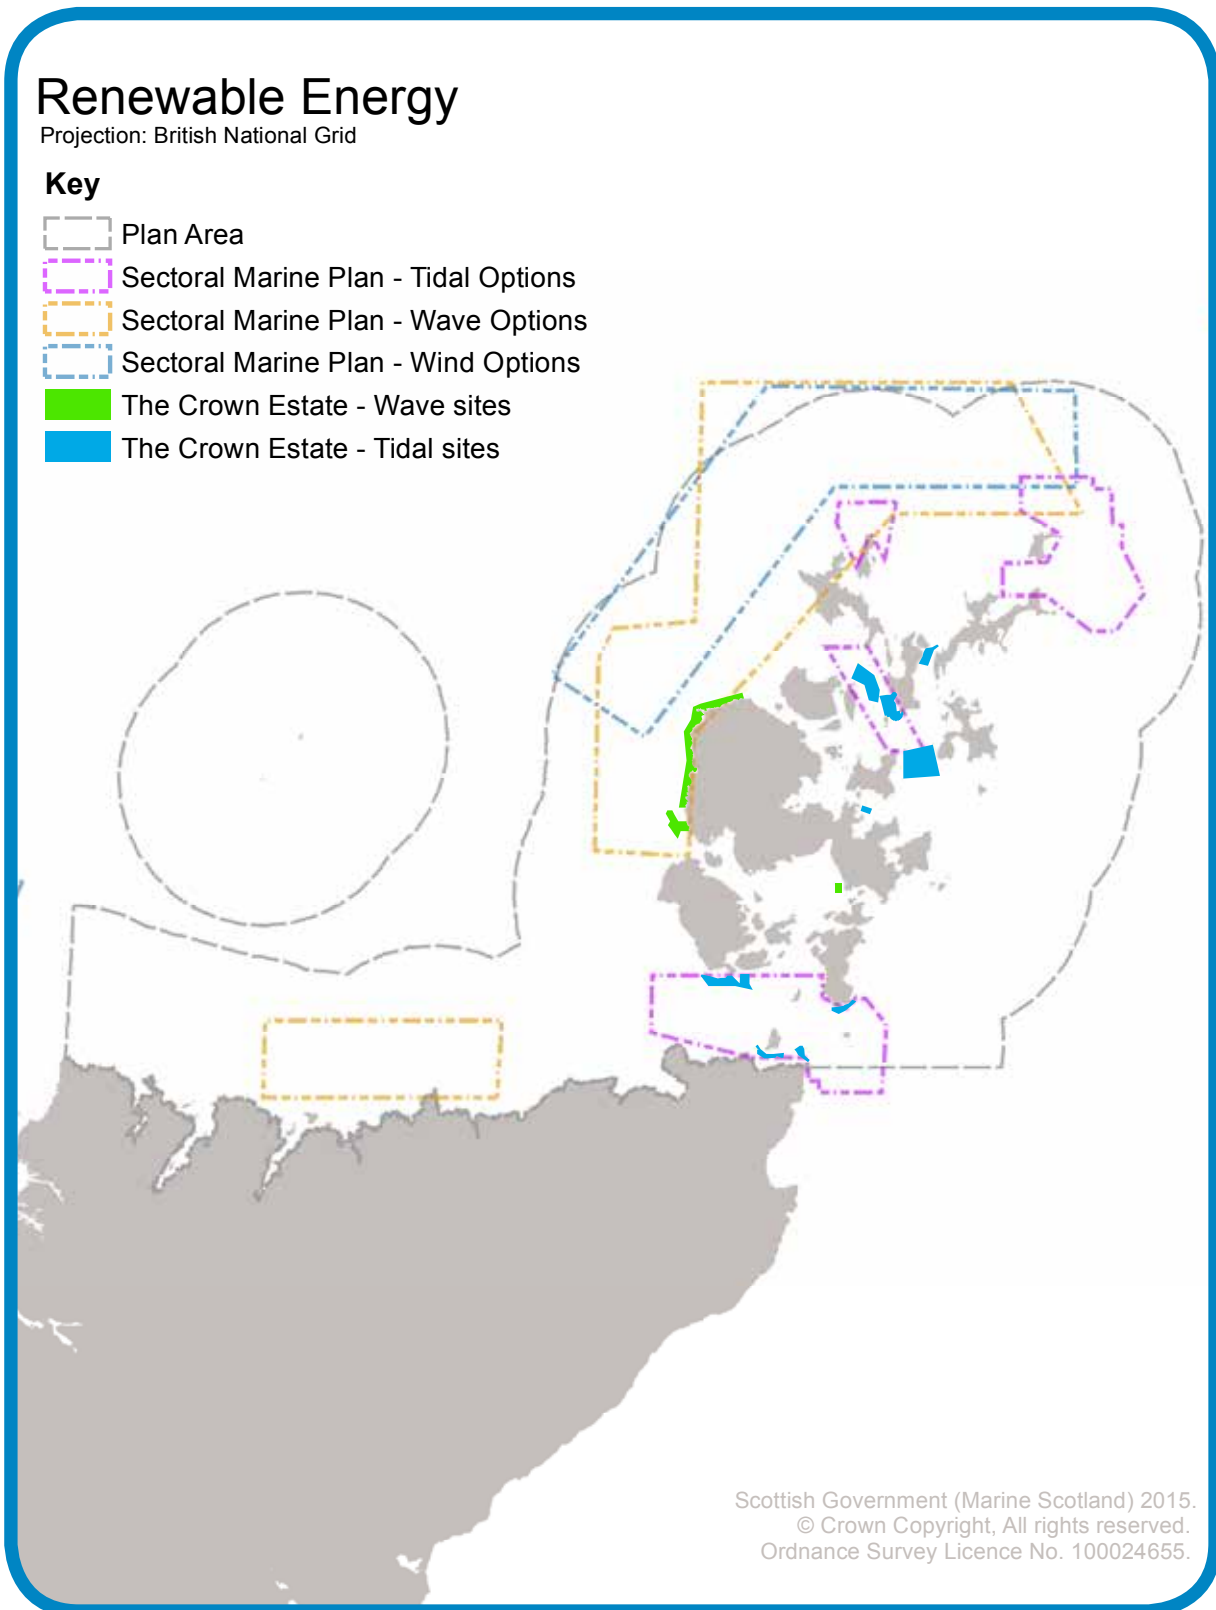 Renewable Energy
Projection: British National Grid
Key
Plan Area
Sectoral Marine Plan - Tidal Options
Sectoral Marine Plan - Wave Options
Sectoral Marine Plan - Wind Options
The Crown Estate - Wave sites
The Crown Estate - Tidal sites
Scottish Government (Marine Scotland) 2015.
© Crown Copyright, All rights reserved.
Ordnance Survey Licence No. 100024655.